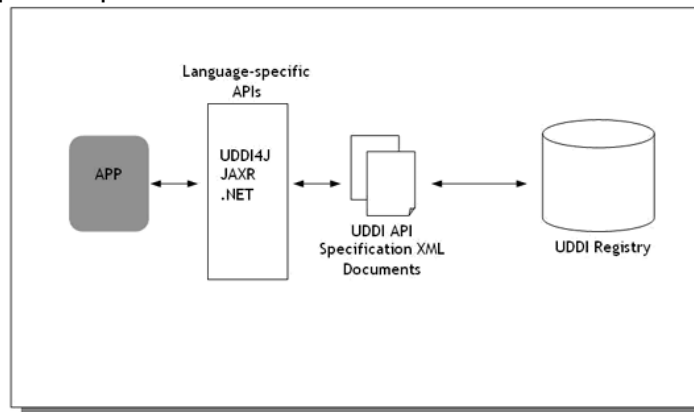 Language-specific
APIs
APP
UDDI4J
JAXR
.NET
UDDI API
Specification XML
Documents
UDDI Registry